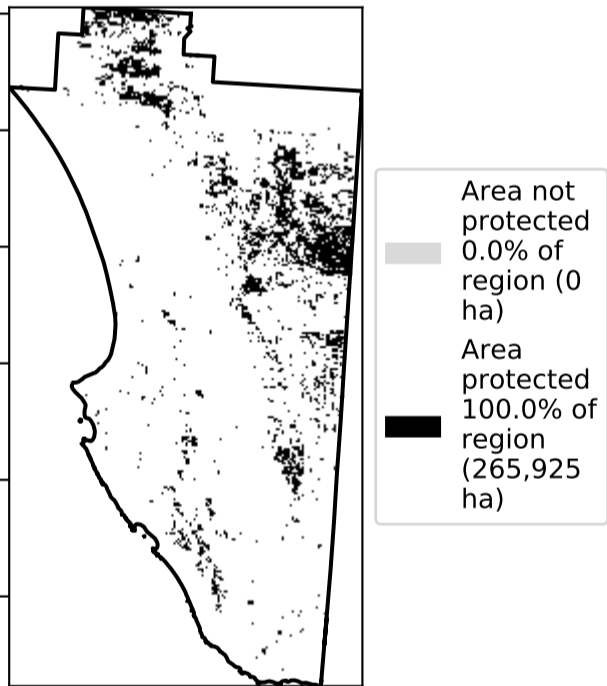 Area not
protected
0.0% of
region (0
ha)
Area
protected
100.0% of
region
(265,925
ha)